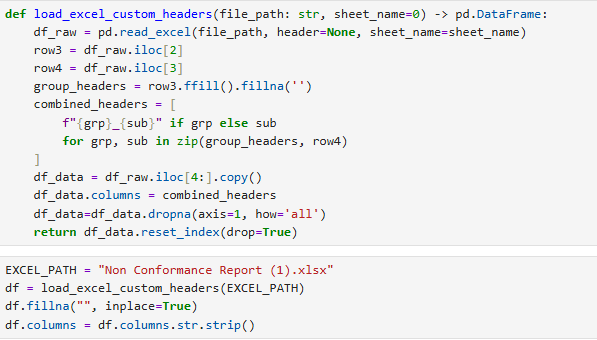 def load_excel_custom_headers(file_path: str, sheet_name=0) -> pd.DataFrame:
    df_raw = pd.read_excel(file_path, header=None, sheet_name=sheet_name)
    row3 = df_raw.iloc[2]
    row4 = df_raw.iloc[3]
    group_headers = row3.ffill().fillna('')
    combined_headers = [
        f"{grp}_{sub}" if grp else sub
        for grp, sub in zip(group_headers, row4)
    ]
    df_data = df_raw.iloc[4:].copy()
    df_data.columns = combined_headers
    df_data=df_data.dropna(axis=1, how='all')
    return df_data.reset_index(drop=True)
EXCEL_PATH = "Non Conformance Report (1).xlsx"
df = load_excel_custom_headers(EXCEL_PATH)
df.fillna("", inplace=True)
df.columns = df.columns.str.strip()